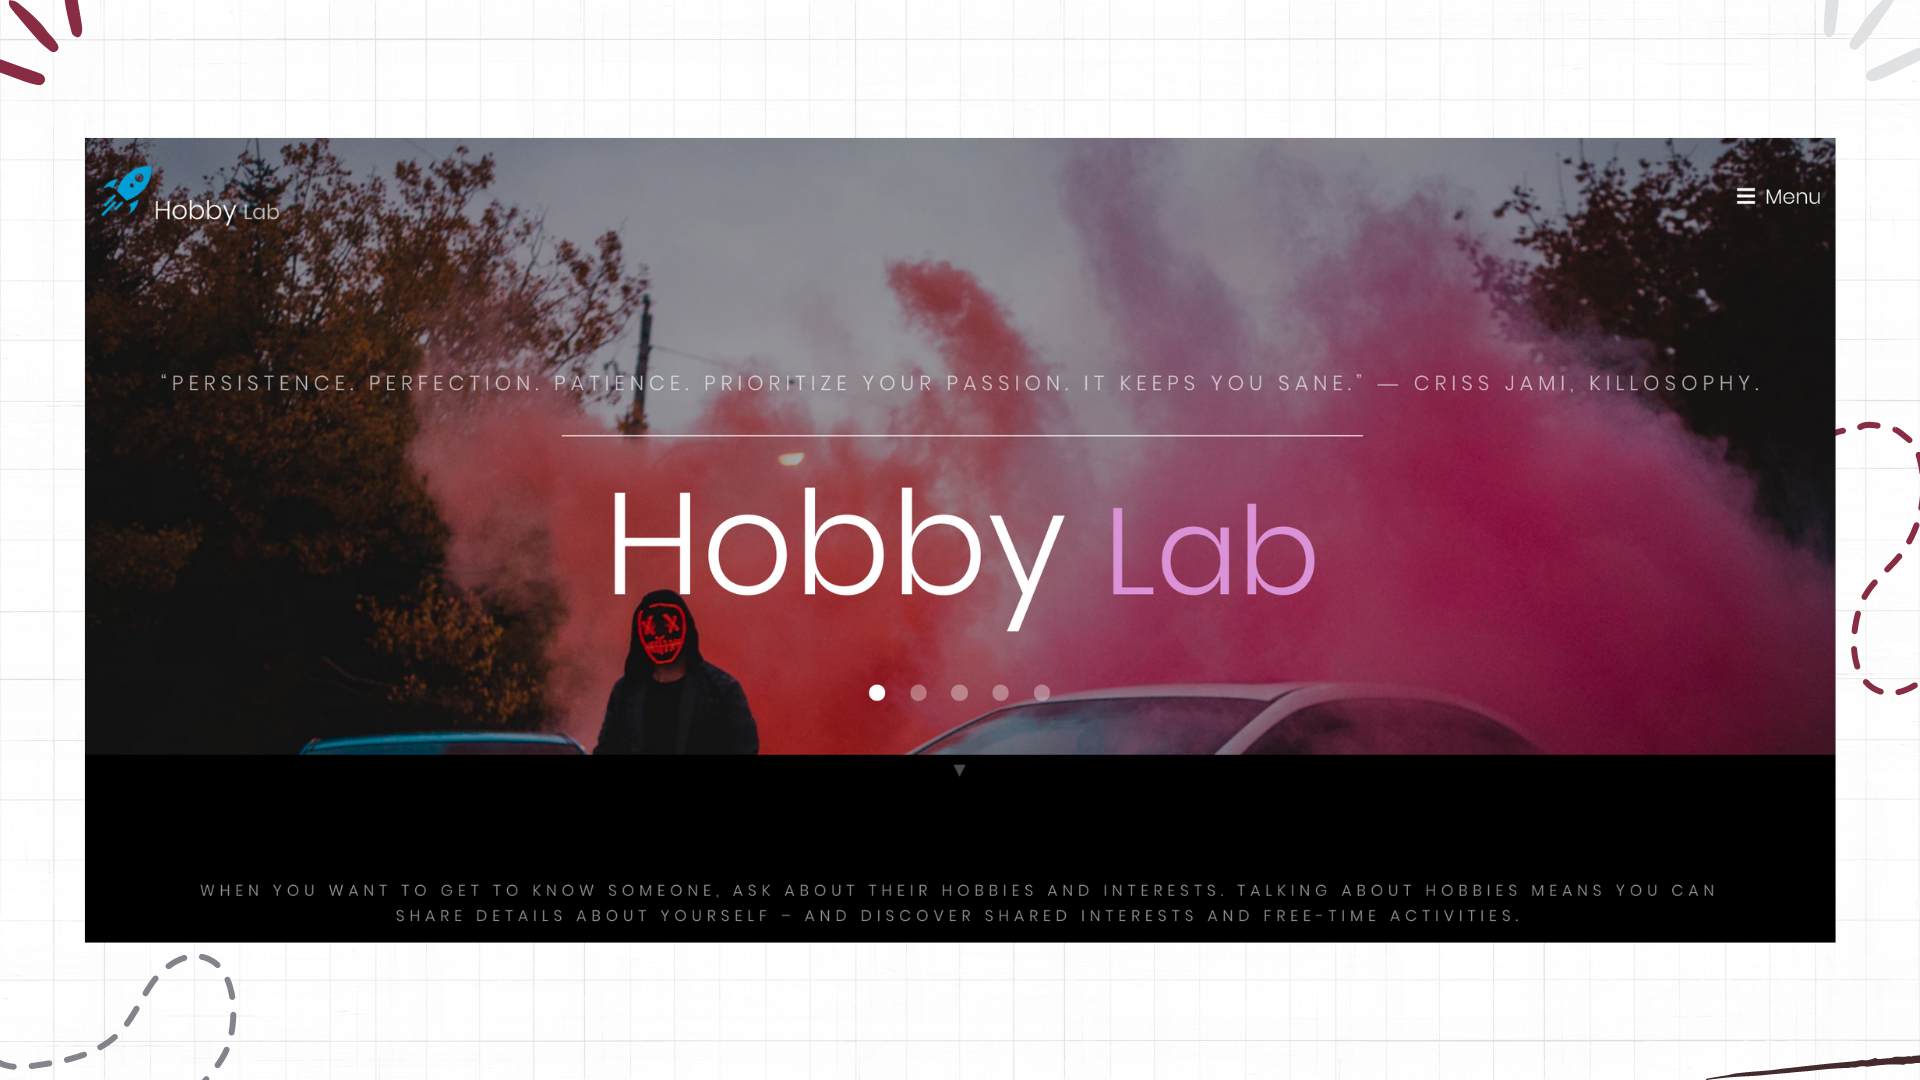 Hobby Lab
Menu
“PERSISTENCE. PERFECTION. PATIENCE. PRIORITIZE YOUR PASSION. IT KEEPS YOU SANE.” — CRISS JAMI, KILLOSOPHY.
Hobby Lab
WHEN YOU WANT TO GET TO KNOW SOMEONE, ASK ABOUT THEIR HOBBIES AND INTERESTS. TALKING ABOUT HOBBIES MEANS YOU CAN
SHARE DETAILS ABOUT YOURSELF – AND DISCOVER SHARED INTERESTS AND FREE-TIME ACTIVITIES.